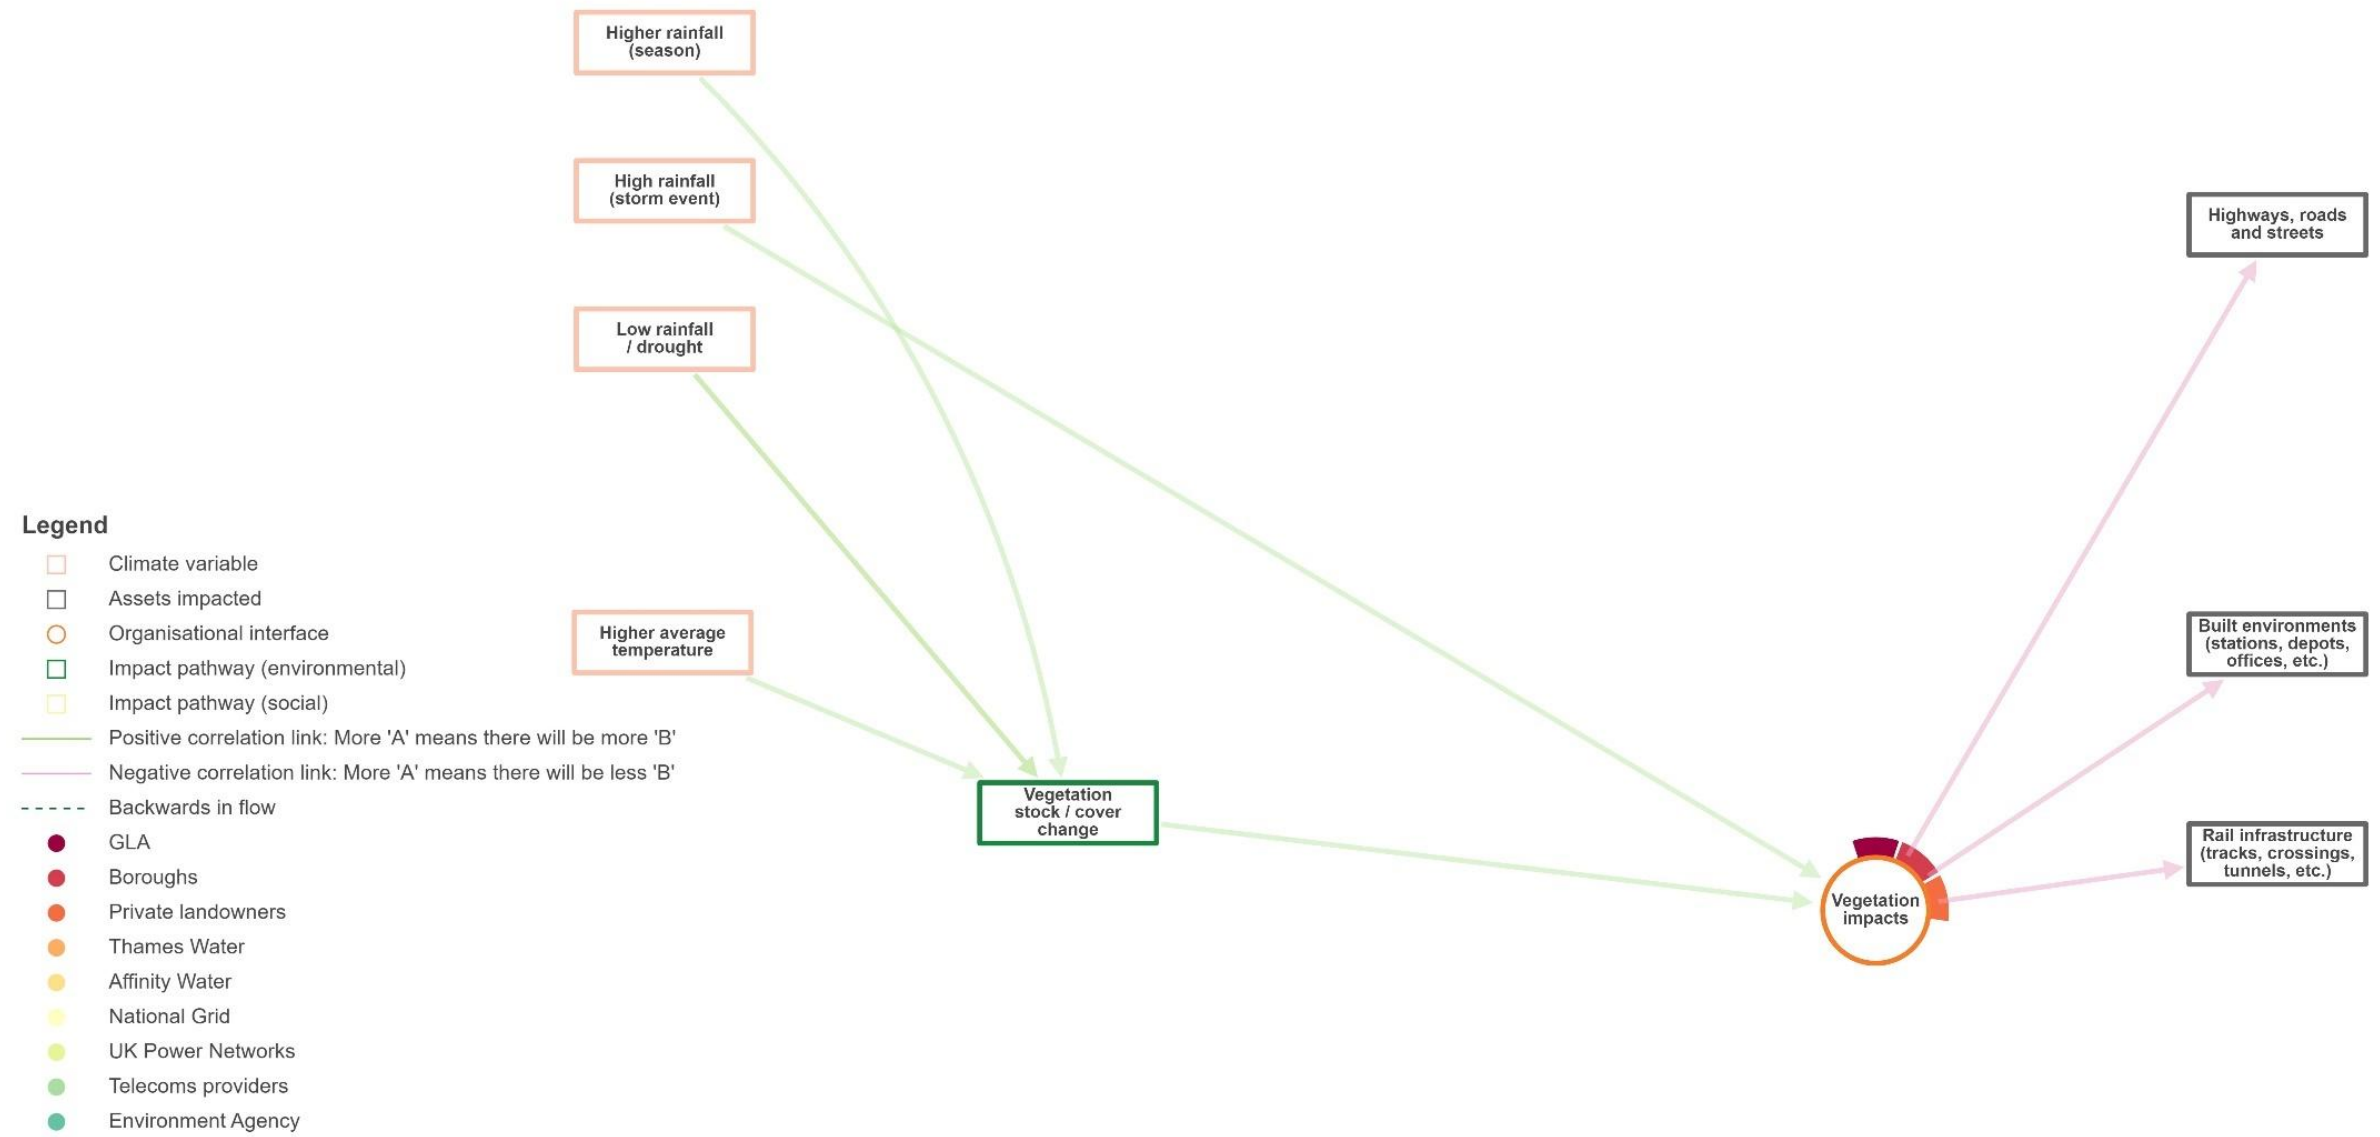 Higher rainfall
(season)
High rainfall
(storm event)
Low rainfall
/ drought
Higher average
temperature
Vegetation
stock / cover
change
Vegetation
impacts
Highways, roads
and streets
Built environments
(stations, depots,
offices, etc.)
Rail infrastructure
(tracks, crossings,
tunnels, etc.)
Legend
Climate variable
Assets impacted
Organisational interface
Impact pathway (environmental)
Impact pathway (social)
Positive correlation link: More 'A' means there will be more 'B'
Negative correlation link: More 'A' means there will be less 'B'
Backwards in flow
GLA
Boroughs
Private landowners
Thames Water
Affinity Water
National Grid
UK Power Networks
Telecoms providers
Environment Agency